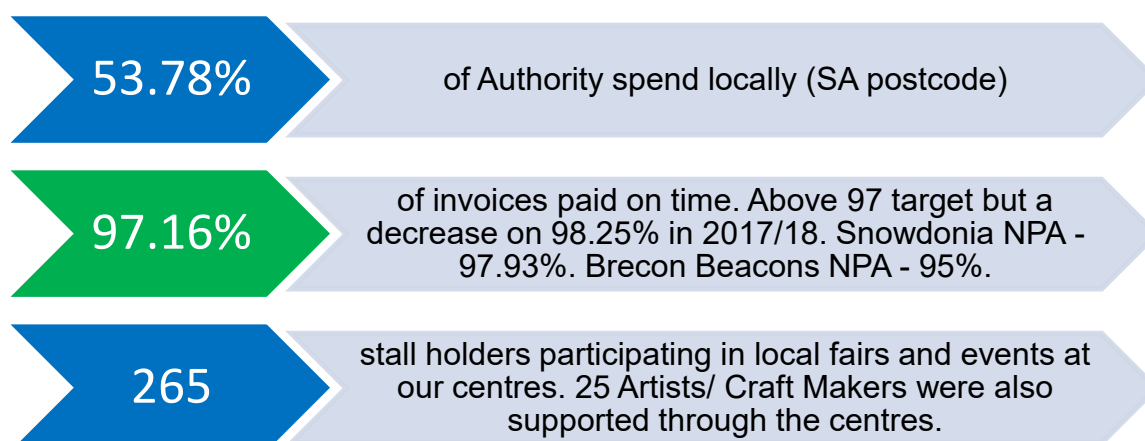 53.78%
of Authority spend locally (SA postcode)
97.16%
of invoices paid on time. Above 97 target but a
decrease on 98.25% in 2017/18. Snowdonia NPA -
97.93%. Brecon Beacons NPA - 95%.
265
stall holders participating in local fairs and events at
our centres. 25 Artists/ Craft Makers were also
supported through the centres.